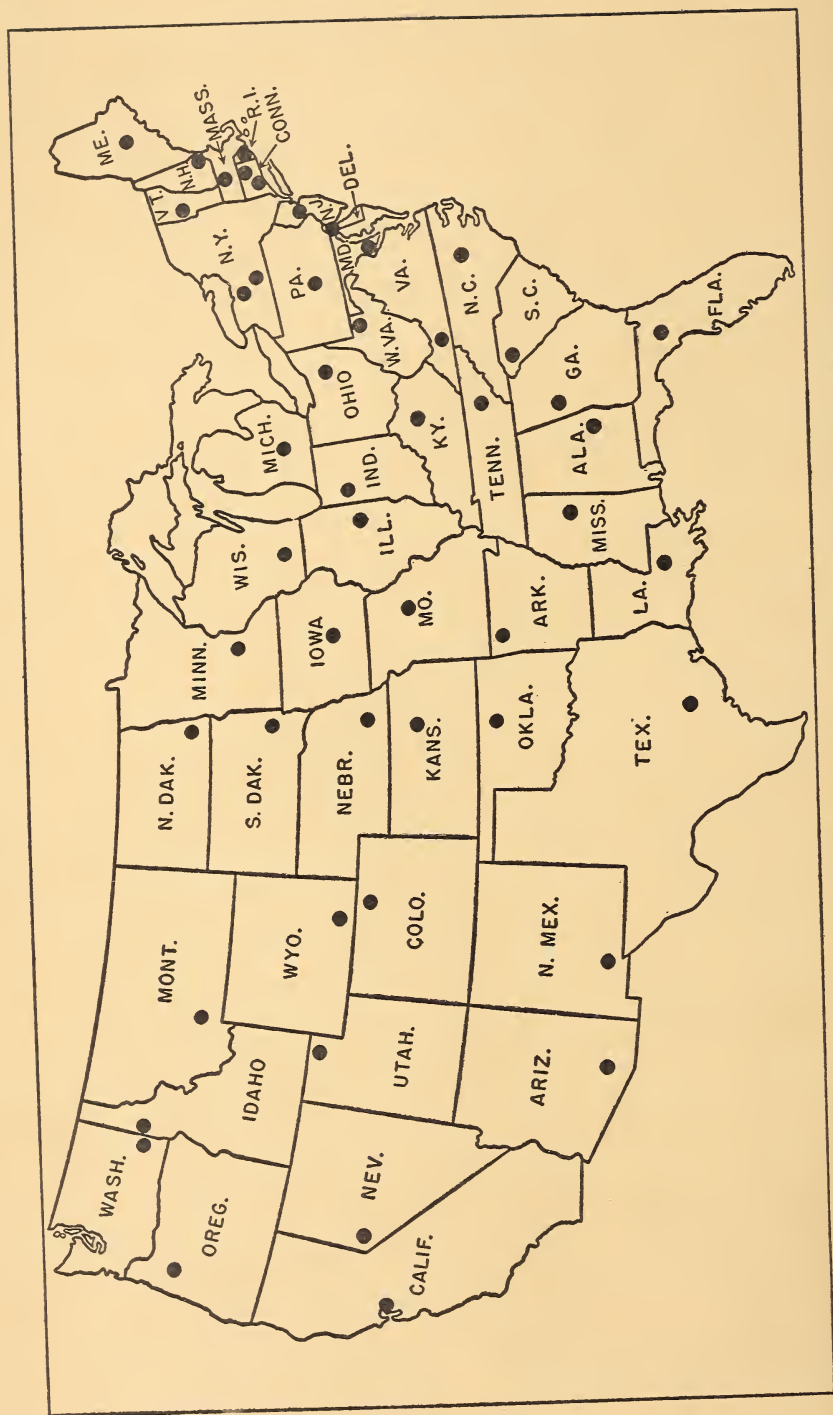 WASH.
OREG.
CALIF.
NEV.
IDAHO
MONT.
WYO.
UTAH.
ARIZ.
COLO.
N. MEX.
N. DAK.
S. DAK.
NEBR.
KANS.
OKLA.
TEX.
MINN.
IOWA
MO.
ARK.
LA.
WIS.
ILL.
MICH.
IND.
OHIO
KY.
TENN.
MISS.
ALA.
GA.
FLA.
S.C.
N.C.
VA.
W.VA.
MD.
DEL.
N.J.
PA.
N.Y.
VT.
N.H.
ME.
MASS.
R.I.
CONN.